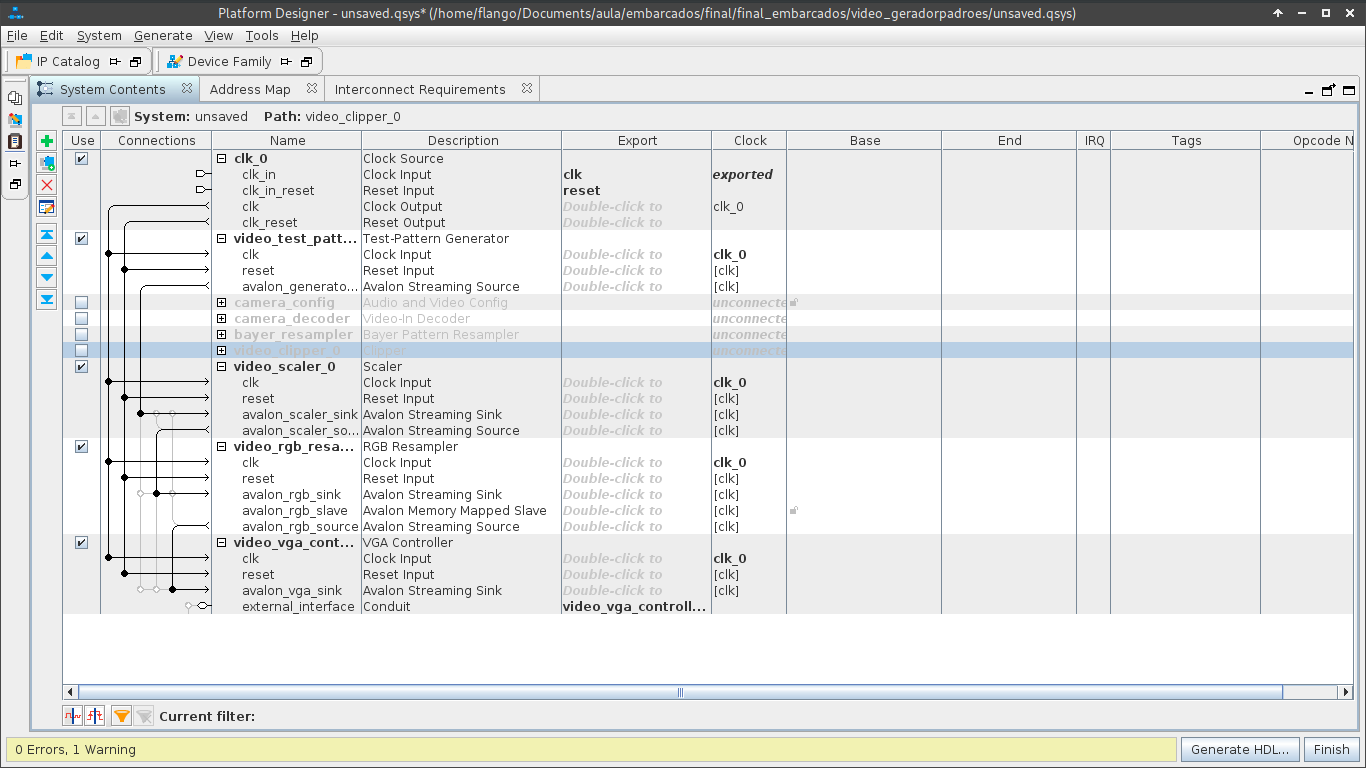 Platform Designer - unsaved.qsys* (/home/flango/Documents/aula/embarcados/final/final_embarcados/video_geradorpadroes/unsaved.qsys)
File Edit System Generate View Tools Help
IP Catalog Device Family
System Contents Address Map Interconnect Requirements
System: unsaved Path: video_clipper_0
Use Connections Name Description Export Clock Base End IRQ Tags Opcode N
clk_0 Clock Source
clk_in Clock Input clk exported
clk_in_reset Reset Input reset
clk Clock Output Double-click to clk_0
clk_reset Reset Output Double-click to
video_test_patt... Test-Pattern Generator
clk Clock Input Double-click to clk_0
reset Reset Input Double-click to [clk]
avalon_generato... Avalon Streaming Source Double-click to [clk]
camera_config Audio and Video Config unconnecte
camera_decoder Video-In Decoder unconnecte
bayer_resampler Bayer Pattern Resampler unconnecte
video_clipper_0 Clipper unconnecte
video_scaler_0 Scaler
clk Clock Input Double-click to clk_0
reset Reset Input Double-click to [clk]
avalon_scaler_sink Avalon Streaming Sink Double-click to [clk]
avalon_scaler_so... Avalon Streaming Source Double-click to [clk]
video_rgb_resa... RGB Resampler
clk Clock Input Double-click to clk_0
reset Reset Input Double-click to [clk]
avalon_rgb_sink Avalon Streaming Sink Double-click to [clk]
avalon_rgb_slave Avalon Memory Mapped Slave Double-click to [clk]
avalon_rgb_source Avalon Streaming Source Double-click to [clk]
video_vga_cont... VGA Controller
clk Clock Input Double-click to clk_0
reset Reset Input Double-click to [clk]
avalon_vga_sink Avalon Streaming Sink Double-click to [clk]
external_interface Conduit video_vga_controll...
Current filter:
0 Errors, 1 Warning Generate HDL... Finish